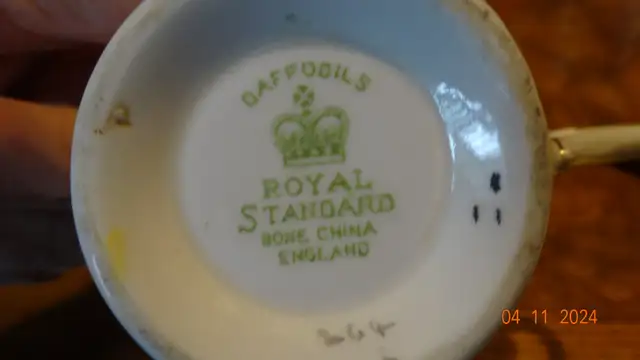 DAFFODILS
ROYAL
STANDARD
BONE CHINA
ENGLAND
04 11 2024